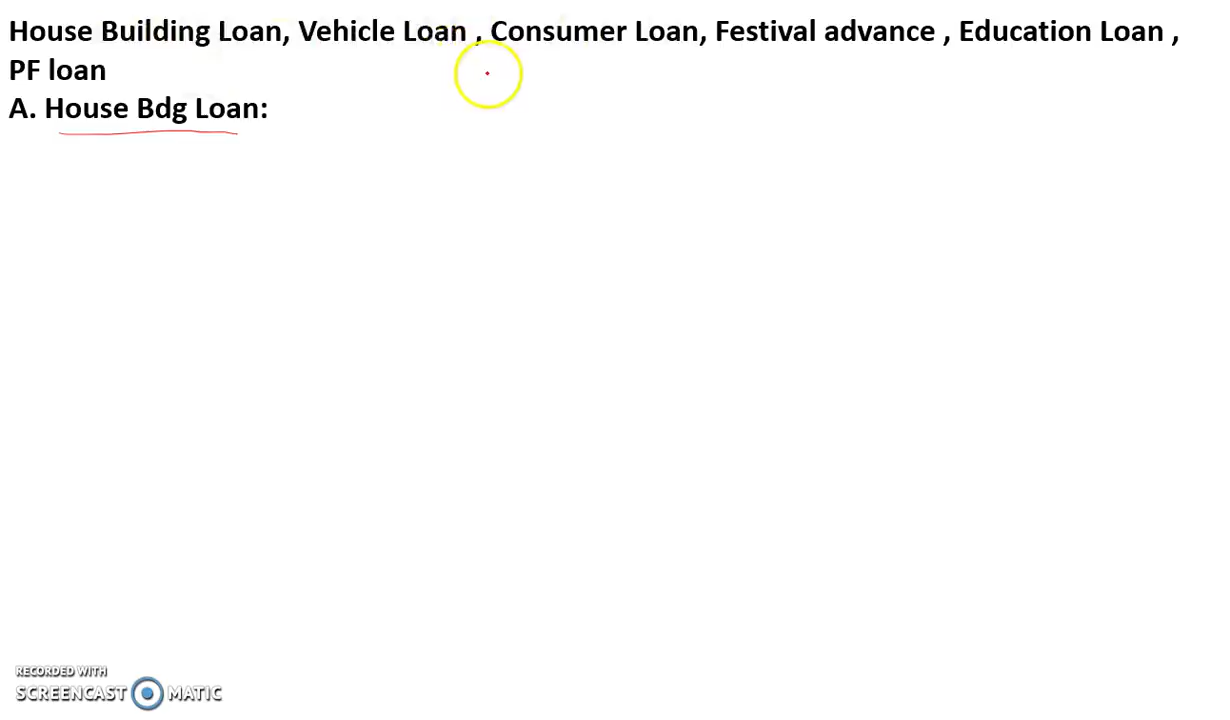 House Building Loan, Vehicle Loan , Consumer Loan, Festival advance , Education Loan ,
PF loan
A. House Bdg Loan:
RECORDED WITH
SCREENCAST MATIC